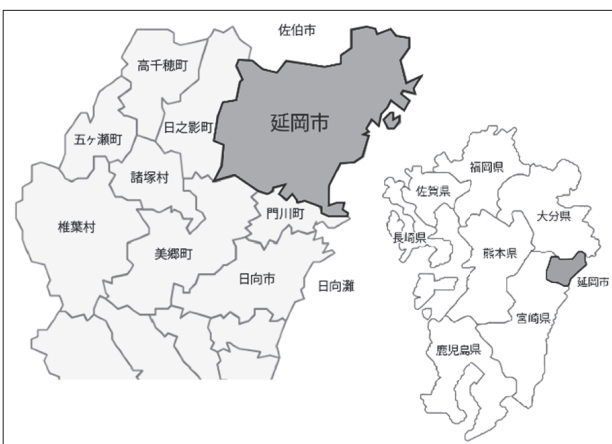 佐伯市
高千穂町
延岡市
日之影町
五ヶ瀬町
諸塚村
椎葉村
門川町
美郷町
日向市
日向灘
福岡県
佐賀県
大分県
長崎県
熊本県
延岡市
宮崎県
鹿児島県